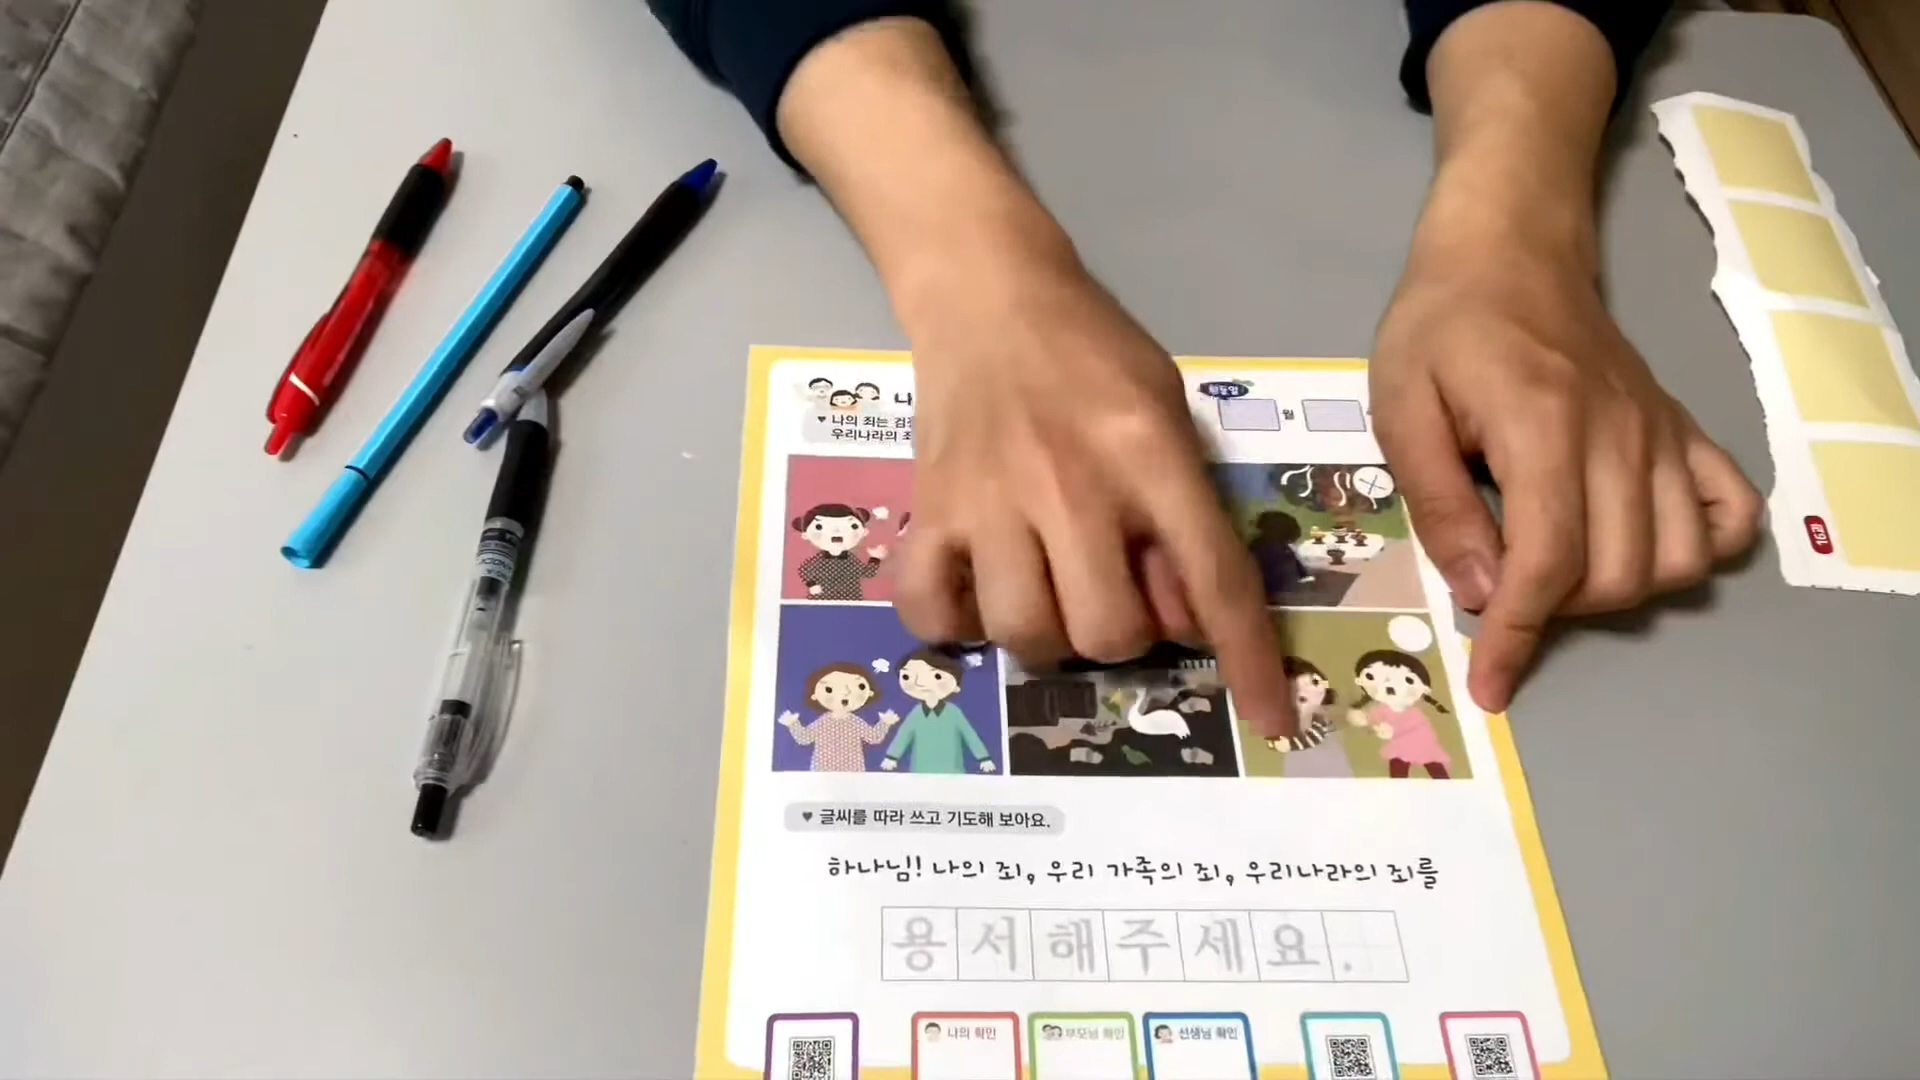 나의 죄는
우리나라의
월
♥ 글씨를 따라 쓰고 기도해 보아요.
하나님! 나의 죄, 우리 가족의 죄, 우리나라의 죄를
용서해주세요.
나의 확인
부모님 확인
선생님 확인
16과